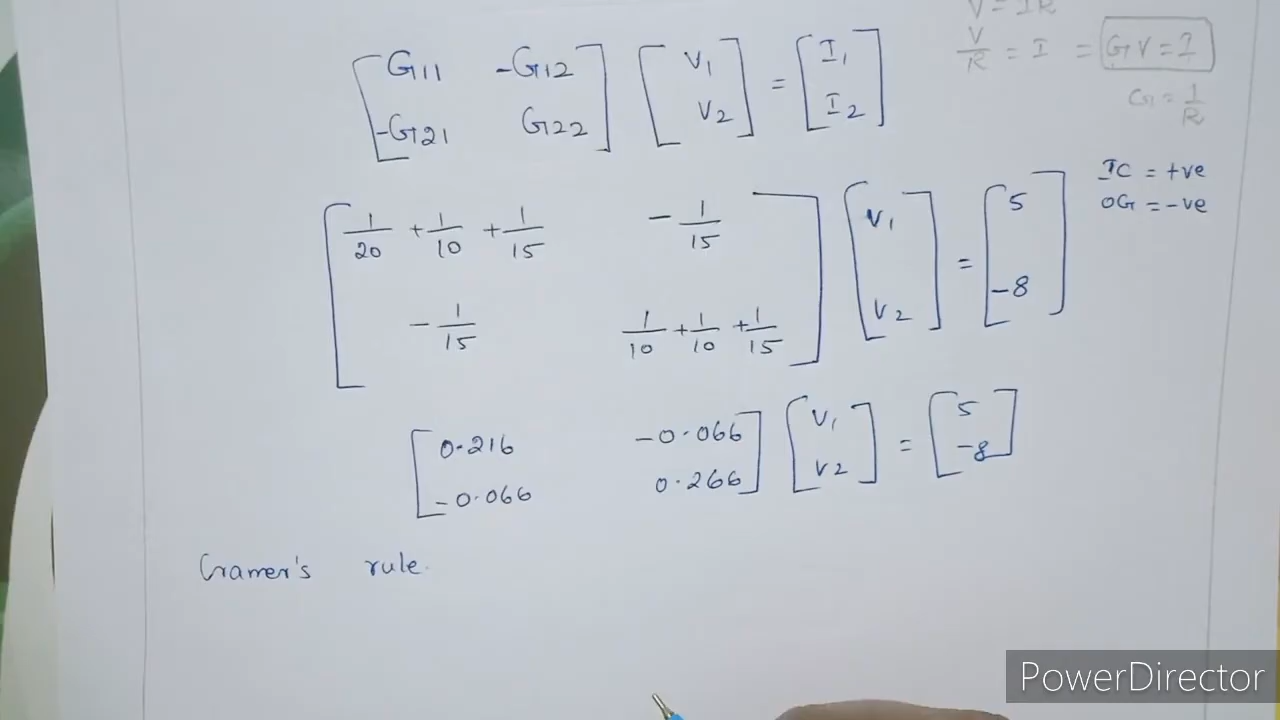 V = IR
V/R = I = GV = I
G = 1/R
[G11 -G12] [V1] = [I1]
[-G21 G22] [V2] [I2]
IC = +ve
OG = -ve
[1/20 + 1/10 + 1/15 - 1/15] [V1] = [5]
[- 1/15 1/10 + 1/10 + 1/15] [V2] [-8]
[0.216 -0.066] [V1] = [5]
[-0.066 0.266] [V2] [-8]
Cramer's rule.
PowerDirector